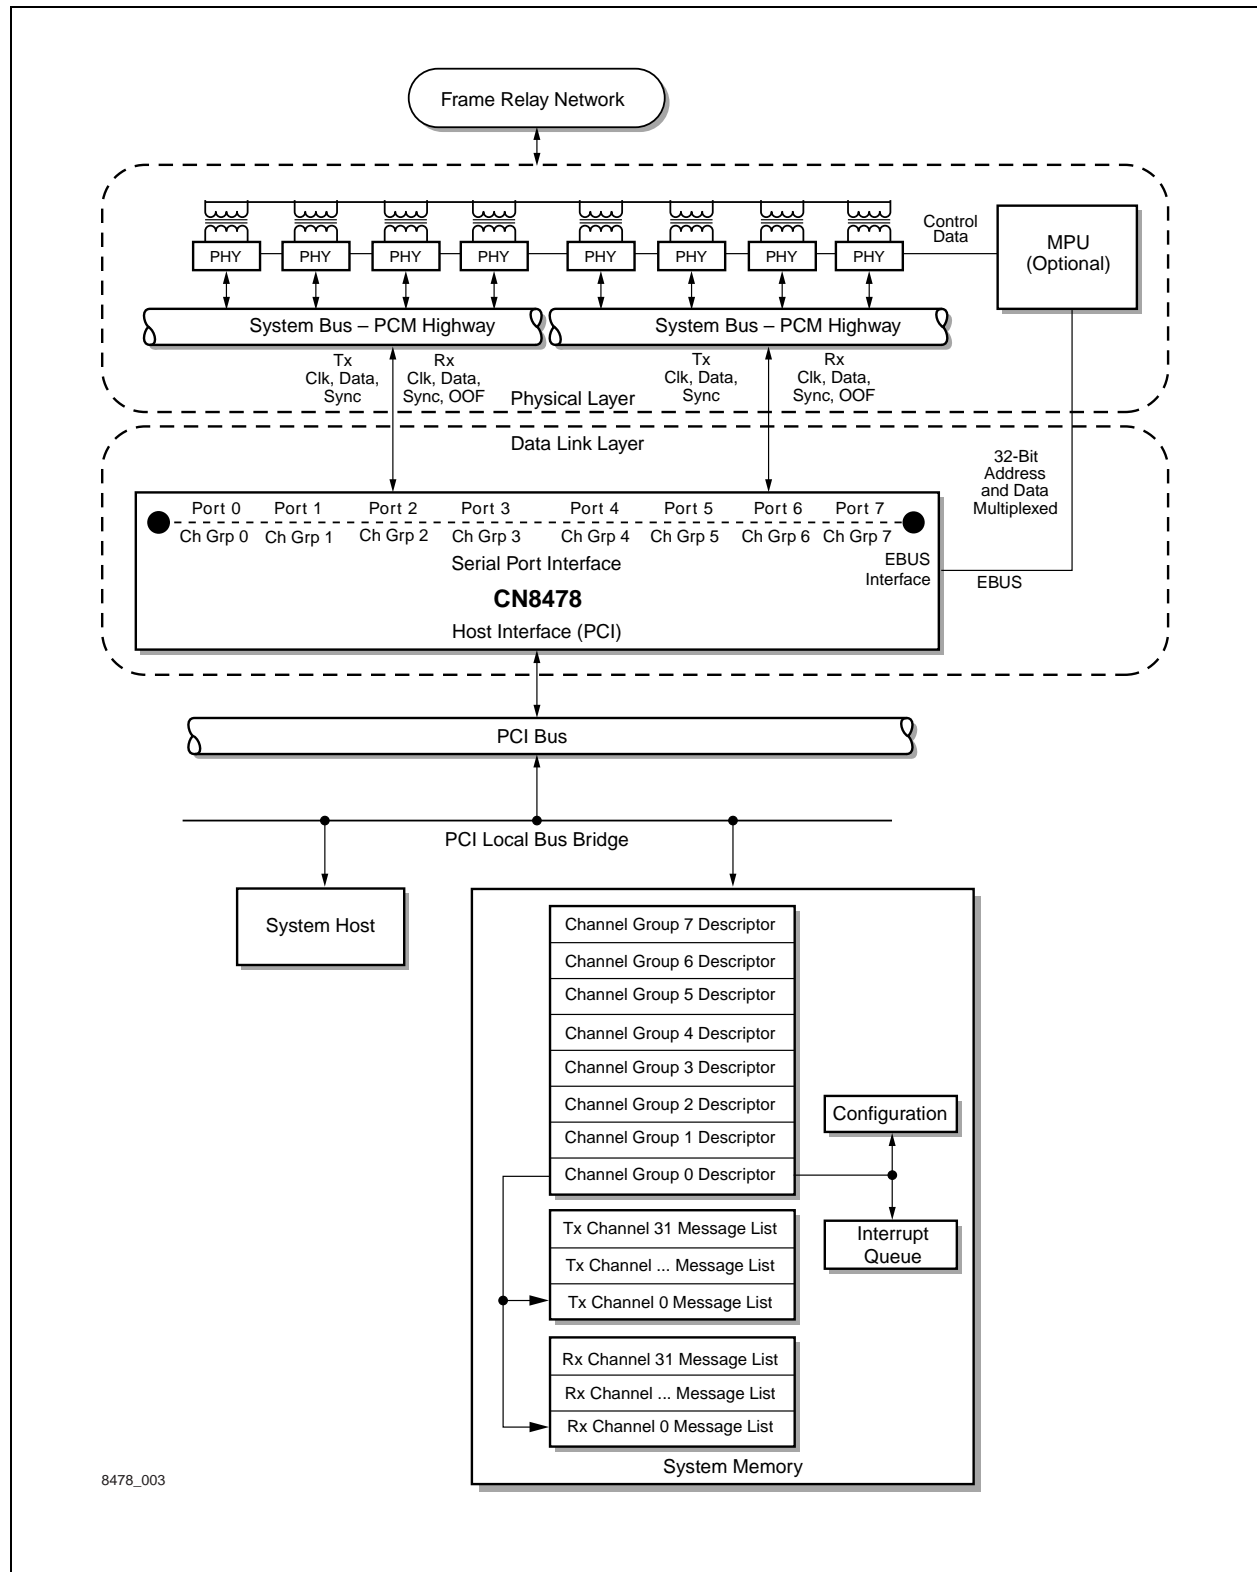 Frame Relay Network
Control
Data
MPU
(Optional)
PHY PHY PHY PHY PHY PHY PHY PHY
System Bus – PCM Highway
System Bus – PCM Highway
Tx
Clk, Data,
Sync
Rx
Clk, Data,
Sync, OOF
Tx
Clk, Data,
Sync
Rx
Clk, Data,
Sync, OOF
Physical Layer
Data Link Layer
32-Bit
Address
and Data
Multiplexed
Port 0 Port 1 Port 2 Port 3 Port 4 Port 5 Port 6 Port 7
Ch Grp 0 Ch Grp 1 Ch Grp 2 Ch Grp 3 Ch Grp 4 Ch Grp 5 Ch Grp 6 Ch Grp 7
Serial Port Interface
EBUS
Interface
EBUS
CN8478
Host Interface (PCI)
PCI Bus
PCI Local Bus Bridge
System Host
Channel Group 7 Descriptor
Channel Group 6 Descriptor
Channel Group 5 Descriptor
Channel Group 4 Descriptor
Channel Group 3 Descriptor
Channel Group 2 Descriptor
Channel Group 1 Descriptor
Channel Group 0 Descriptor
Configuration
Interrupt
Queue
Tx Channel 31 Message List
Tx Channel ... Message List
Tx Channel 0 Message List
Rx Channel 31 Message List
Rx Channel ... Message List
Rx Channel 0 Message List
System Memory
8478_003